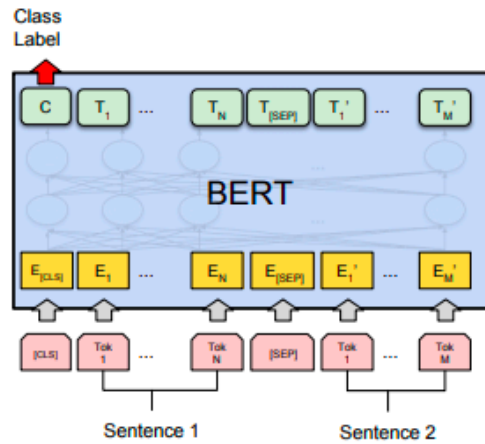 Class
Label
C T1 ... TN T[SEP] T1' ... TM'
...
BERT
...
E[CLS] E1 ... EN E[SEP] E1' ... EM'
[CLS] Tok 1 ... Tok N [SEP] Tok 1 ... Tok M
Sentence 1 Sentence 2